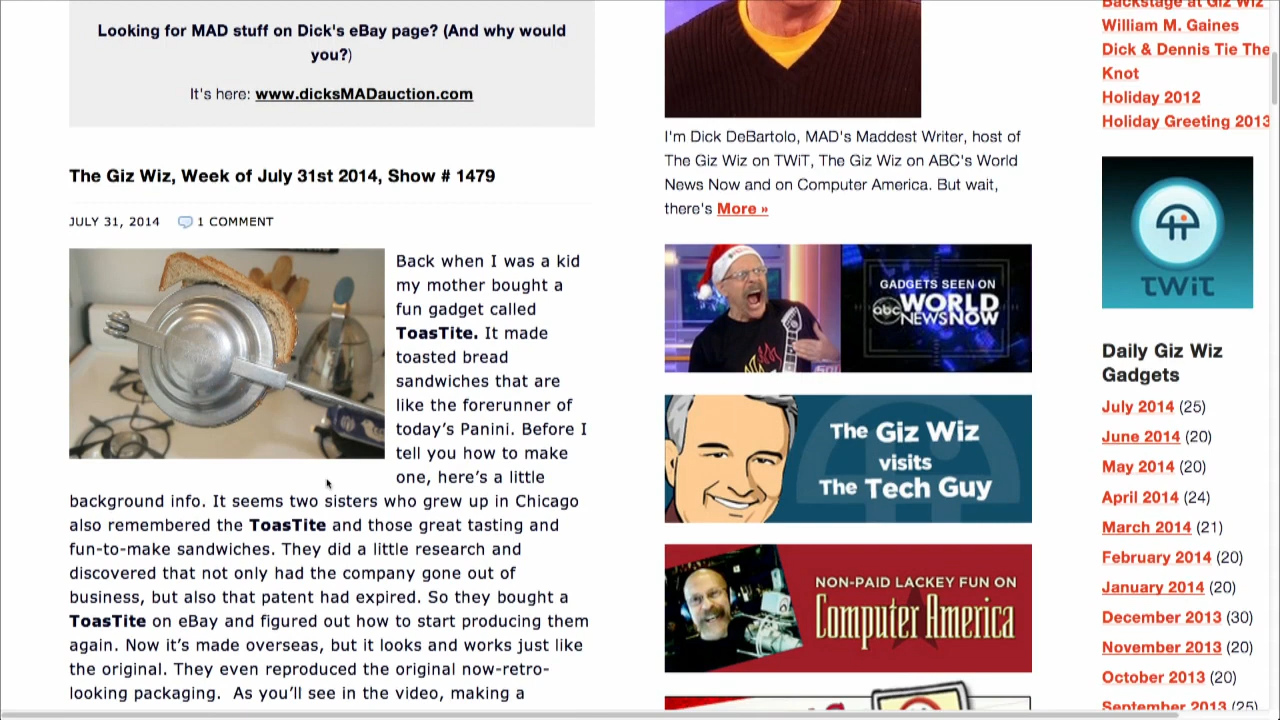 Looking for MAD stuff on Dick's eBay page? (And why would
you?)
It's here: www.dicksMADauction.com
The Giz Wiz, Week of July 31st 2014, Show # 1479
JULY 31, 2014 1 COMMENT
Back when I was a kid
my mother bought a
fun gadget called
ToasTite. It made
toasted bread
sandwiches that are
like the forerunner of
today's Panini. Before I
tell you how to make
one, here's a little
background info. It seems two sisters who grew up in Chicago
also remembered the ToasTite and those great tasting and
fun-to-make sandwiches. They did a little research and
discovered that not only had the company gone out of
business, but also that patent had expired. So they bought a
ToasTite on eBay and figured out how to start producing them
again. Now it's made overseas, but it looks and works just like
the original. They even reproduced the original now-retro-
looking packaging. As you'll see in the video, making a
I'm Dick DeBartolo, MAD's Maddest Writer, host of
The Giz Wiz on TWiT, The Giz Wiz on ABC's World
News Now and on Computer America. But wait,
there's More »
GADGETS SEEN ON
abc WORLD
NEWS NOW
The Giz Wiz
visits
The Tech Guy
NON-PAID LACKEY FUN ON
Computer America
Backstage at Giz Wiz
William M. Gaines
Dick & Dennis Tie The
Knot
Holiday 2012
Holiday Greeting 2013
TWiT
Daily Giz Wiz
Gadgets
July 2014 (25)
June 2014 (20)
May 2014 (20)
April 2014 (24)
March 2014 (21)
February 2014 (20)
January 2014 (20)
December 2013 (30)
November 2013 (20)
October 2013 (20)
September 2013 (25)